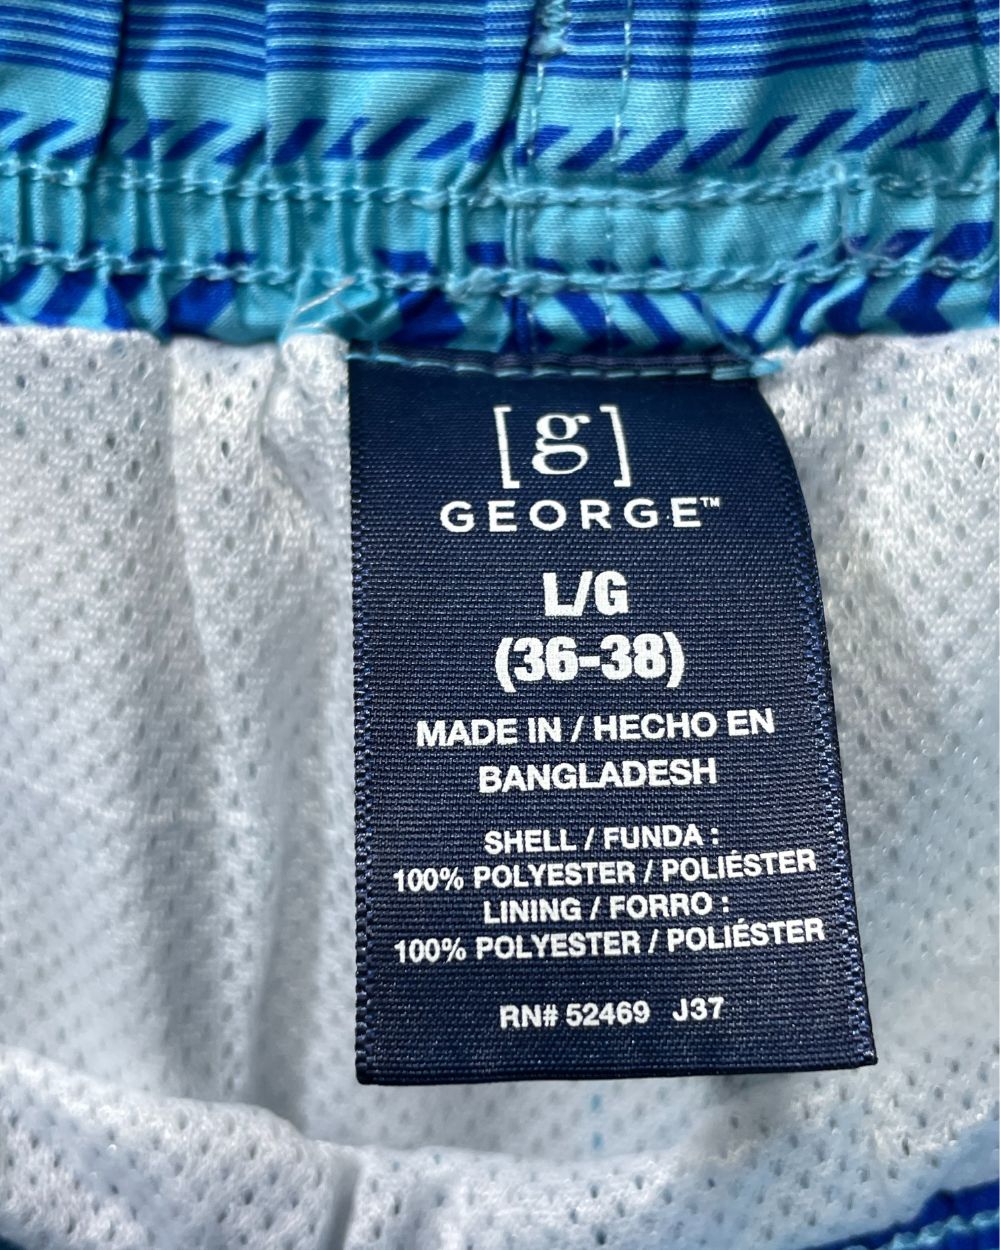 [g]
GEORGE™
L/G
(36-38)
MADE IN / HECHO EN
BANGLADESH
SHELL / FUNDA :
100% POLYESTER / POLIÉSTER
LINING / FORRO :
100% POLYESTER / POLIÉSTER
RN# 52469 J37